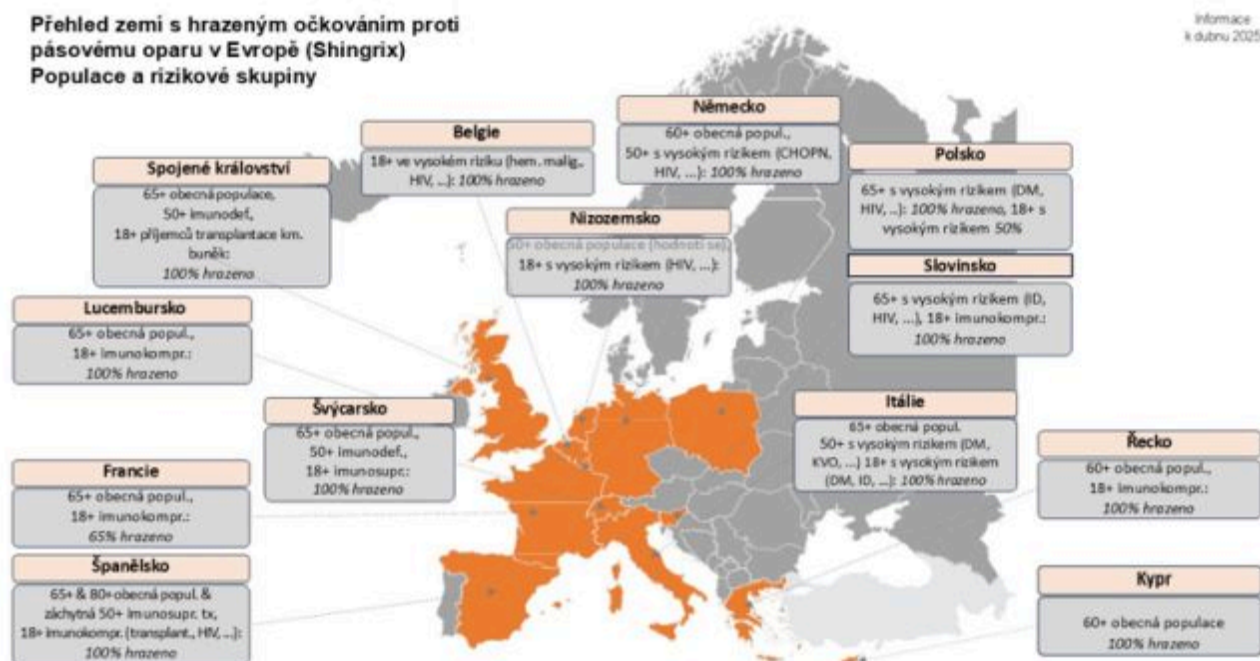 Přehled zemí s hrazeným očkováním proti
pásovému oparu v Evropě (Shingrix)
Populace a rizikové skupiny
Informace
k dubnu 2025
Německo
60+ obecná popul.,
50+ s vysokým rizikem (CHOPN,
HIV, ...): 100% hrazeno
Belgie
18+ ve vysokém riziku (hem. malig.,
HIV, ...): 100% hrazeno
Polsko
65+ s vysokým rizikem (DM,
HIV, ..): 100% hrazeno, 18+ s
vysokým rizikem 50%
Spojené království
65+ obecná populace,
50+ imunodef.,
18+ příjemců transplantace km.
buněk:
100% hrazeno
Nizozemsko
50+ obecná populace (hodnotí se),
18+ s vysokým rizikem (HIV, ...):
100% hrazeno
Slovinsko
65+ s vysokým rizikem (ID,
HIV, ...), 18+ imunokompr.:
100% hrazeno
Lucembursko
65+ obecná popul.,
18+ imunokompr.:
100% hrazeno
Švýcarsko
65+ obecná popul.,
50+ imunodef.,
18+ imunosupr.:
100% hrazeno
Itálie
65+ obecná popul.
50+ s vysokým rizikem (DM,
KVO, ...) 18+ s vysokým rizikem
(DM, ID, ...): 100% hrazeno
Řecko
60+ obecná popul.,
18+ imunokompr.:
100% hrazeno
Francie
65+ obecná popul.,
18+ imunokompr.:
65% hrazeno
Španělsko
65+ & 80+ obecná popul. &
záchytná 50+ imunosupr. tx,
18+ imunokompr. (transplant., HIV, ...):
100% hrazeno
Kypr
60+ obecná populace
100% hrazeno